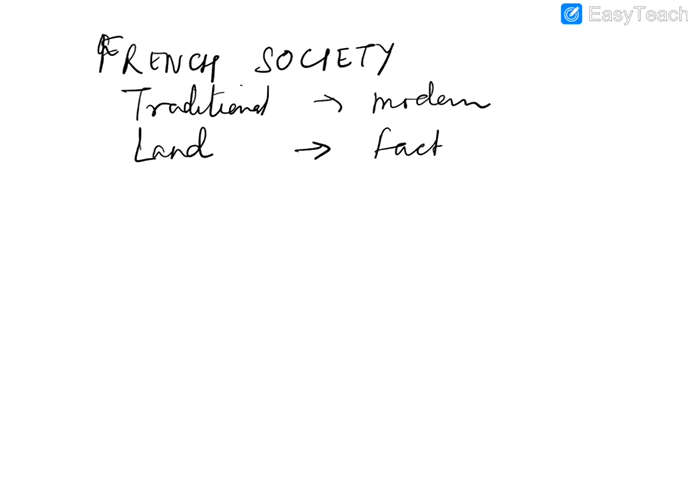 EasyTeach
FRENCH SOCIETY
Traditional → modern
Land → fact